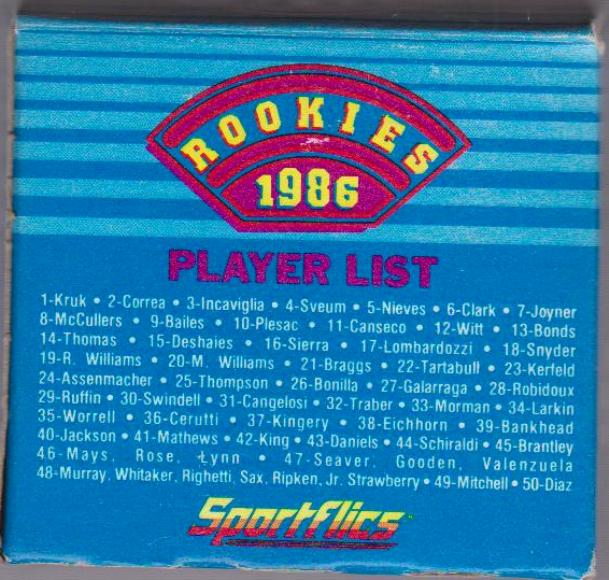 ROOKIES
1986
PLAYER LIST
1-Kruk • 2-Correa • 3-Incaviglia • 4-Sveum • 5-Nieves • 6-Clark • 7-Joyner
8-McCullers • 9-Bailes • 10-Plesac • 11-Canseco • 12-Witt • 13-Bonds
14-Thomas • 15-Deshaies • 16-Sierra • 17-Lombardozzi • 18-Snyder
19-R. Williams • 20-M. Williams • 21-Braggs • 22-Tartabull • 23-Kerfeld
24-Assenmacher • 25-Thompson • 26-Bonilla • 27-Galarraga • 28-Robidoux
29-Ruffin • 30-Swindell • 31-Cangelosi • 32-Traber • 33-Morman • 34-Larkin
35-Worrell • 36-Cerutti • 37-Kingery • 38-Eichhorn • 39-Bankhead
40-Jackson • 41-Mathews • 42-King • 43-Daniels • 44-Schiraldi • 45-Brantley
46-Mays, Rose, Lynn • 47-Seaver, Gooden, Valenzuela
48-Murray, Whitaker, Righetti, Sax, Ripken, Jr. Strawberry • 49-Mitchell • 50-Diaz
Sportflics